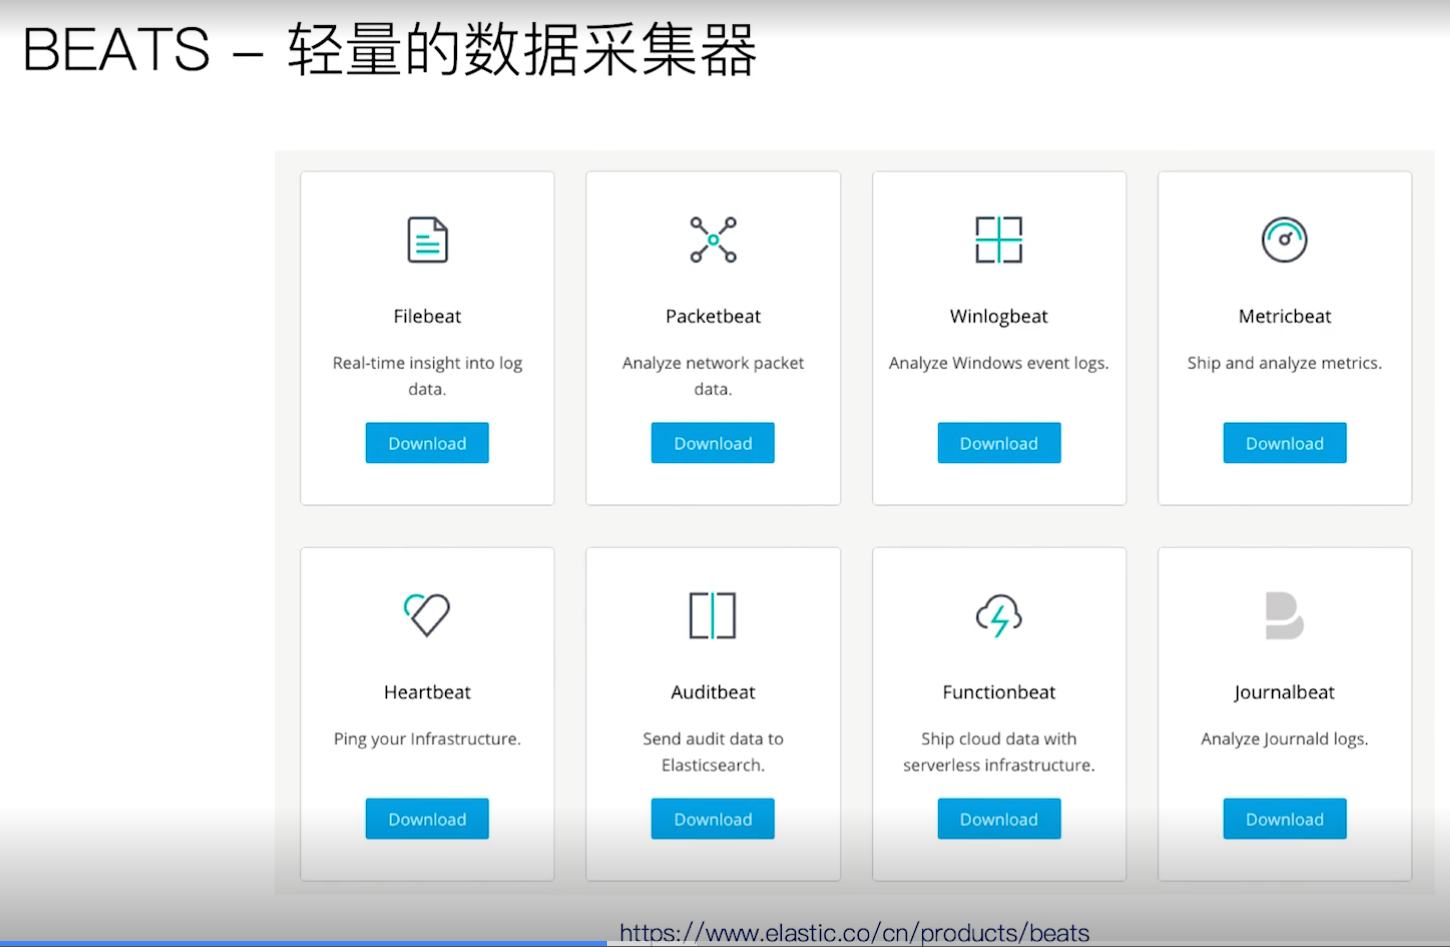 BEATS – 轻量的数据采集器
Filebeat
Real-time insight into log
data.
Download
Packetbeat
Analyze network packet
data.
Download
Winlogbeat
Analyze Windows event logs.
Download
Metricbeat
Ship and analyze metrics.
Download
Heartbeat
Ping your Infrastructure.
Download
Auditbeat
Send audit data to
Elasticsearch.
Download
Functionbeat
Ship cloud data with
serverless infrastructure.
Download
Journalbeat
Analyze Journald logs.
Download
https://www.elastic.co/cn/products/beats